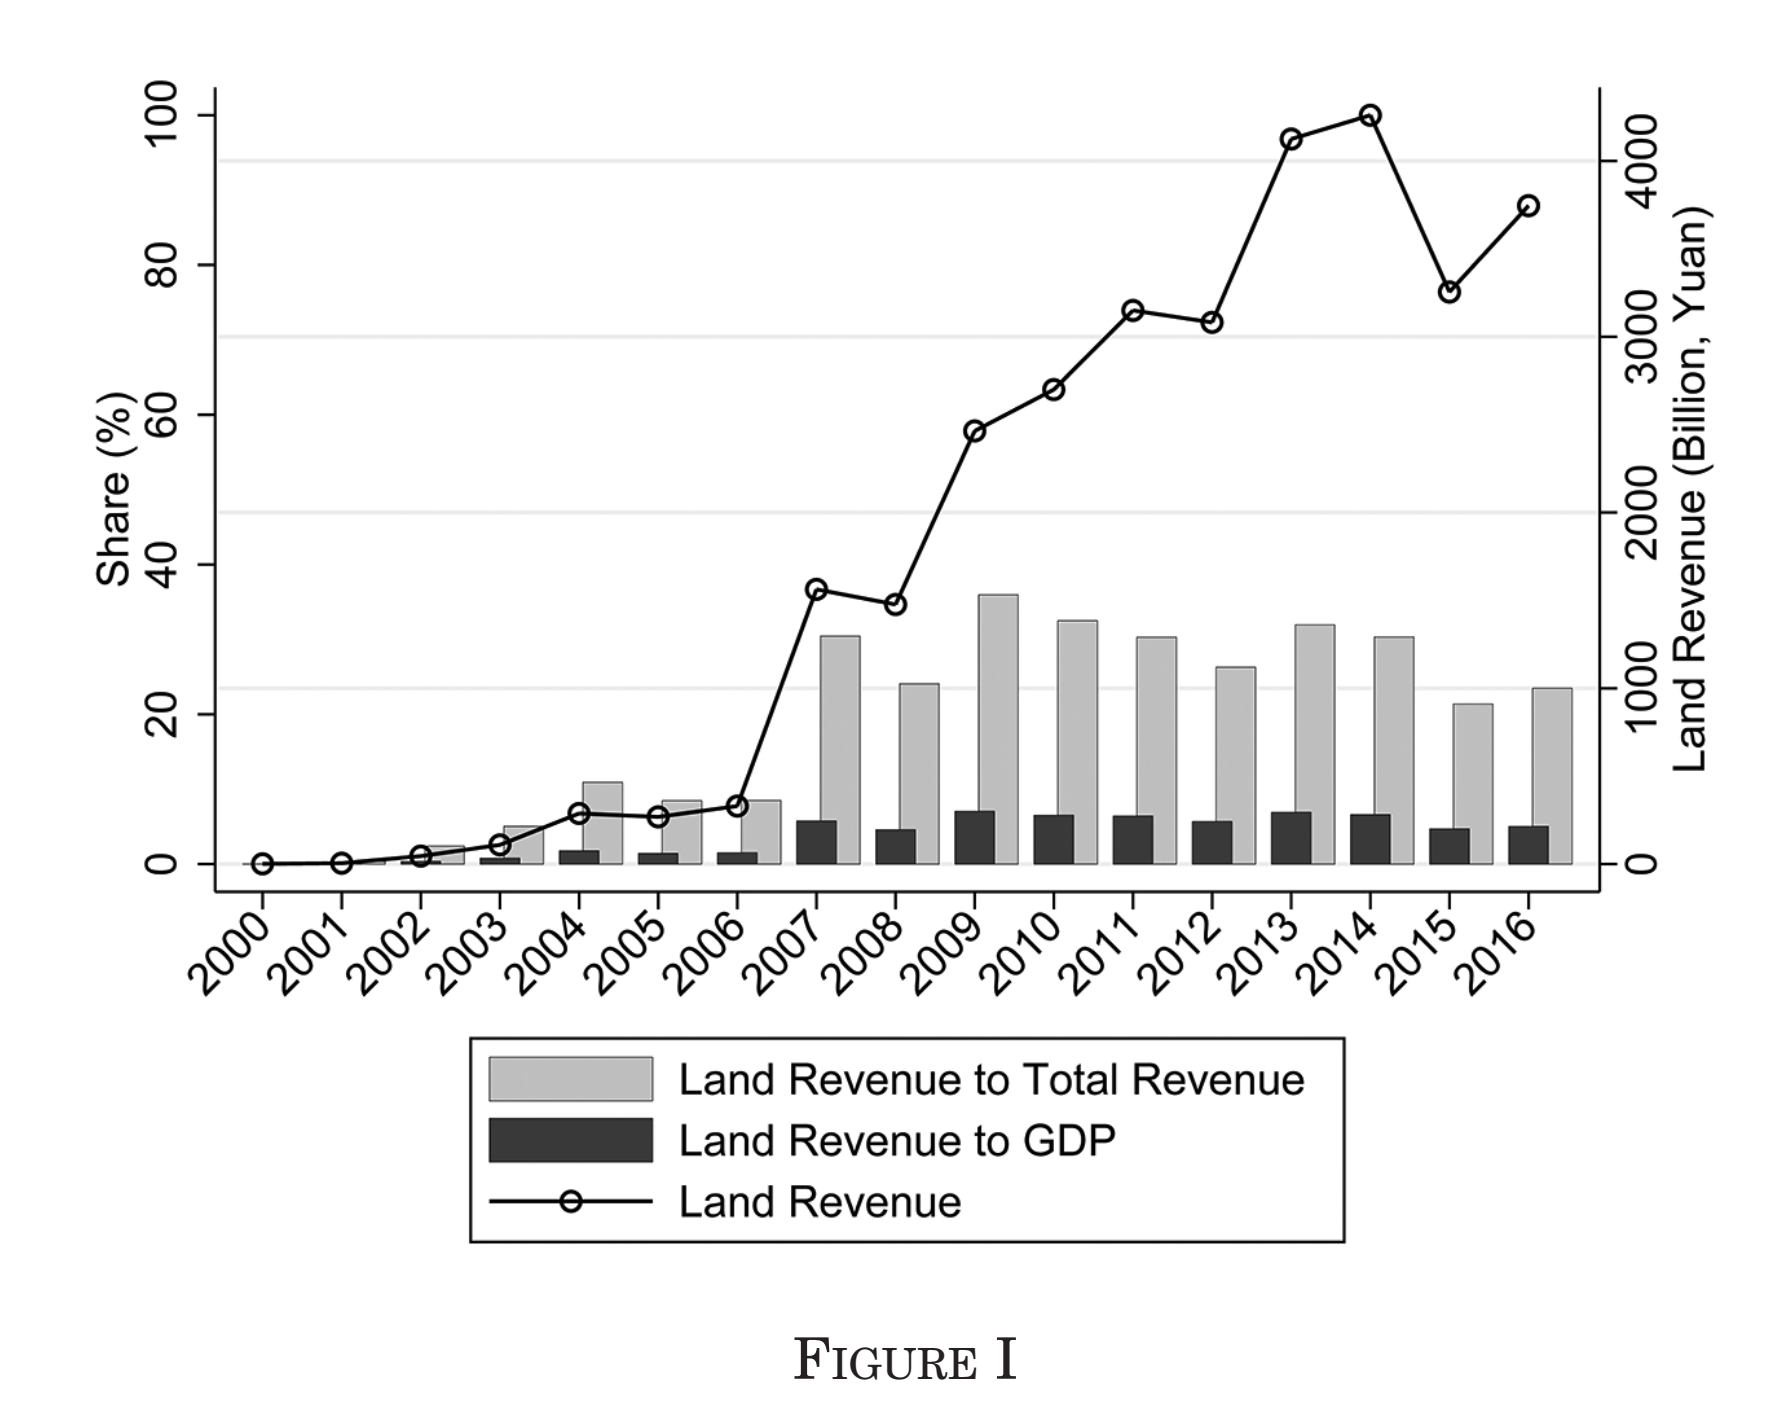 Share (%)
100
80
60
40
20
0
Land Revenue (Billion, Yuan)
4000
3000
2000
1000
0
2000 2001 2002 2003 2004 2005 2006 2007 2008 2009 2010 2011 2012 2013 2014 2015 2016
Land Revenue to Total Revenue
Land Revenue to GDP
Land Revenue
FIGURE I